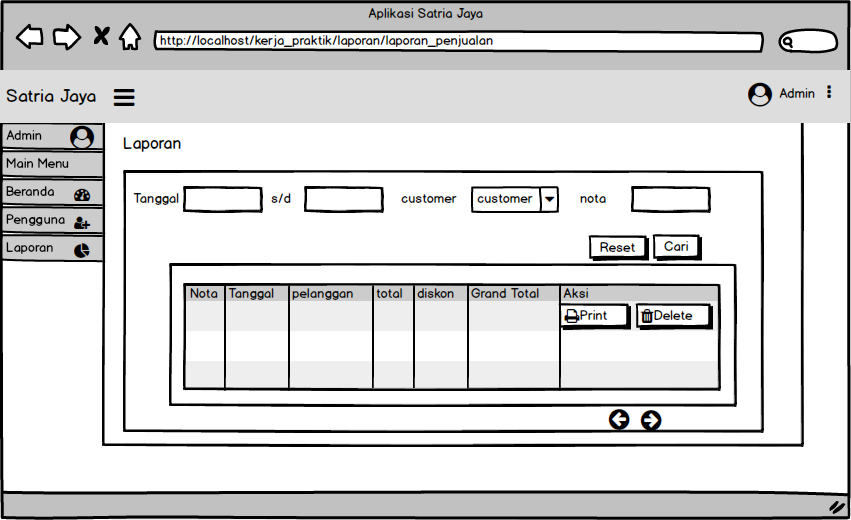 Aplikasi Satria Jaya
http://localhost/kerja_praktik/laporan/laporan_penjualan
Satria Jaya
Admin
Admin
Main Menu
Beranda
Pengguna
Laporan
Laporan
Tanggal s/d customer customer nota
Reset Cari
Nota Tanggal pelanggan total diskon Grand Total Aksi
Print Delete